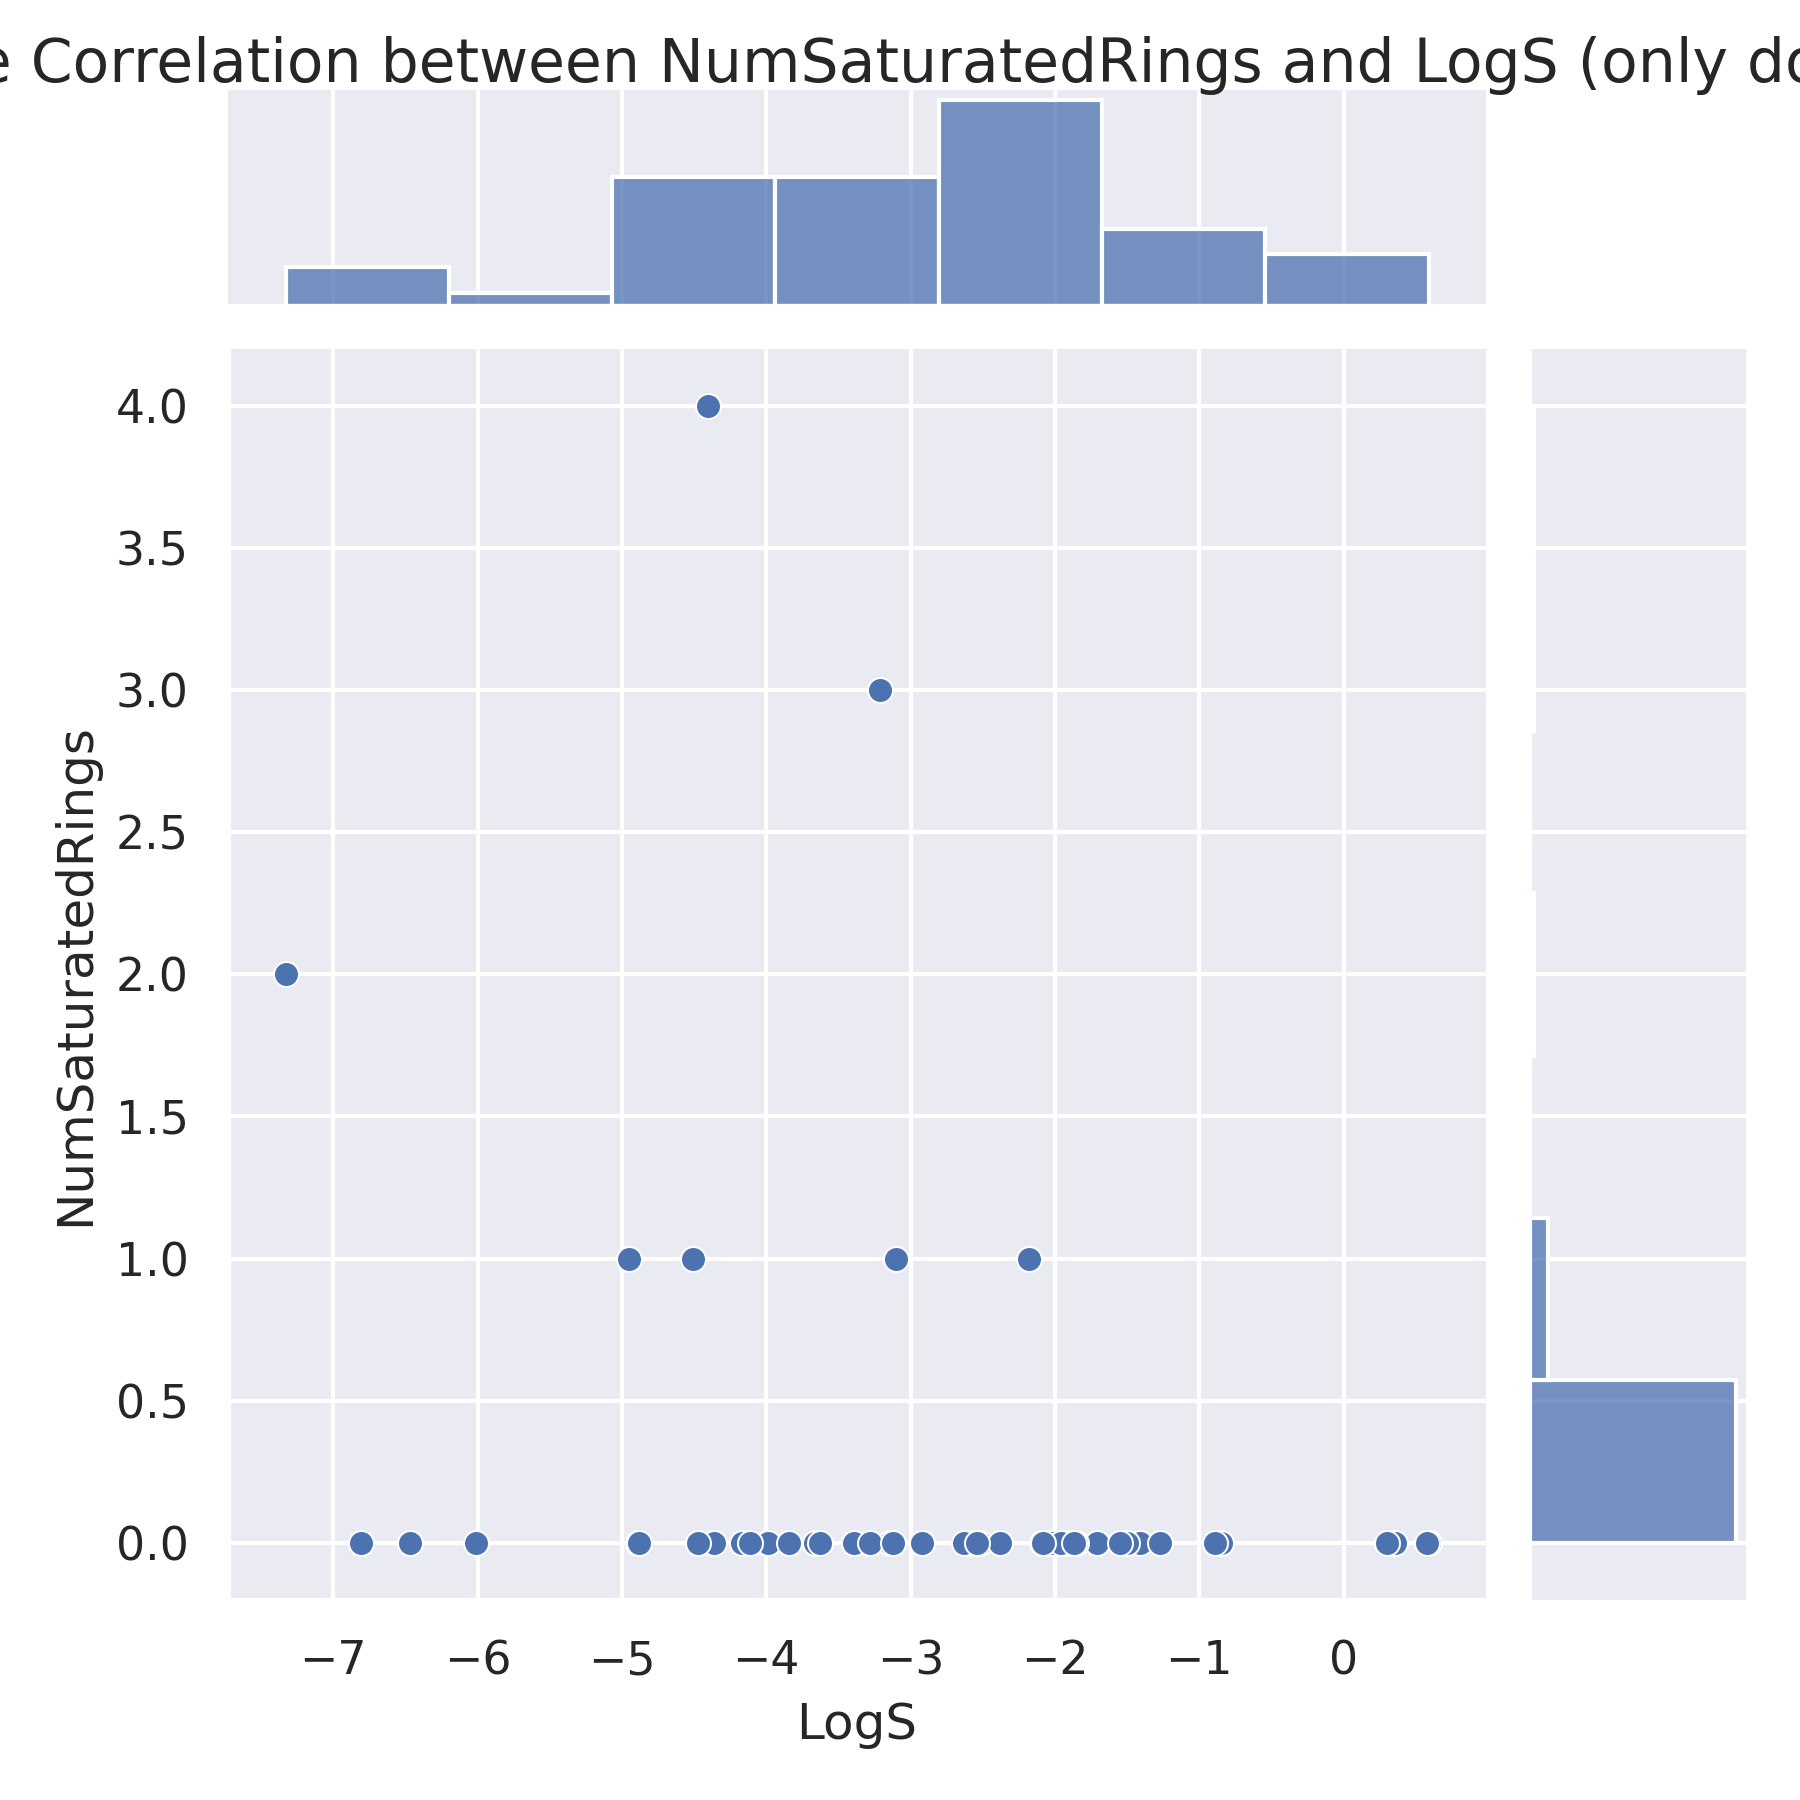 e Correlation between NumSaturatedRings and LogS (only do
4.0
3.5
3.0
2.5
2.0
1.5
1.0
0.5
0.0
NumSaturatedRings
−7 −6 −5 −4 −3 −2 −1 0
LogS